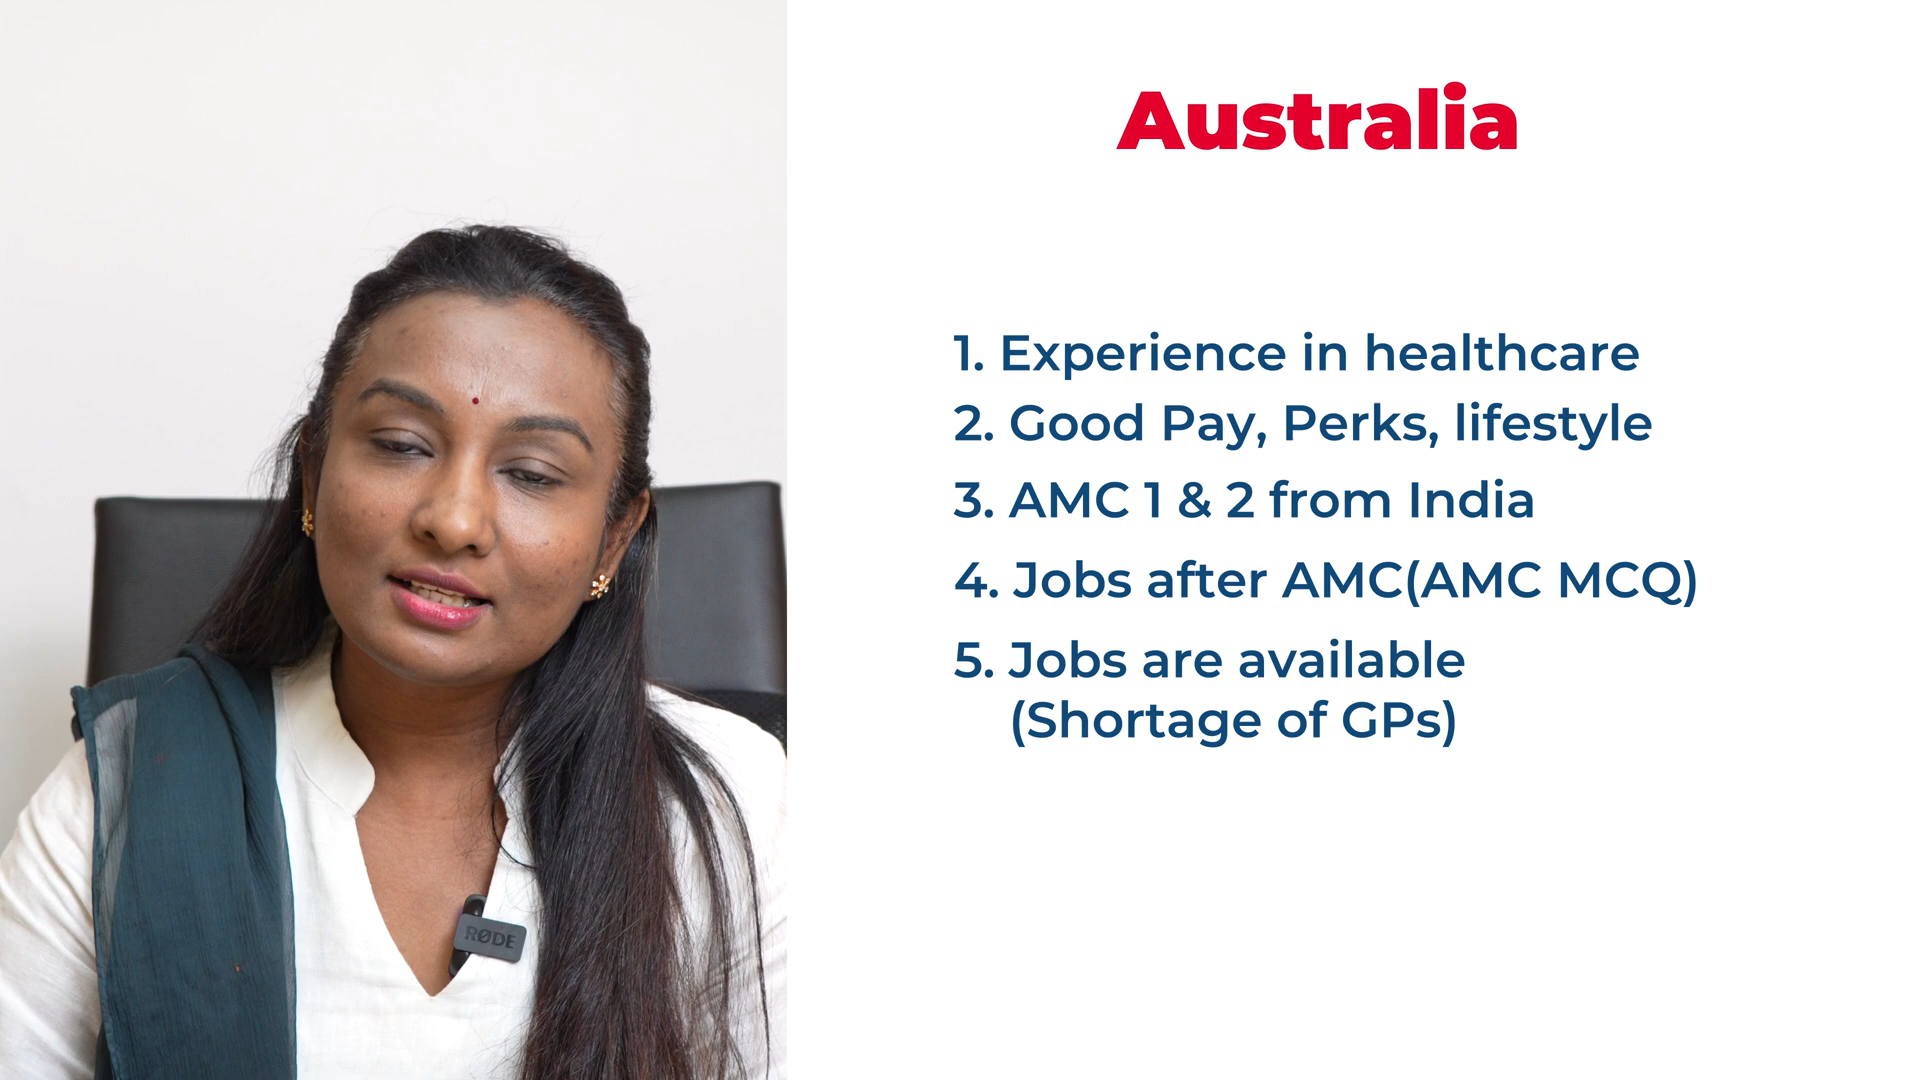 Australia
1. Experience in healthcare
2. Good Pay, Perks, lifestyle
3. AMC 1 & 2 from India
4. Jobs after AMC(AMC MCQ)
5. Jobs are available
(Shortage of GPs)
RØDE